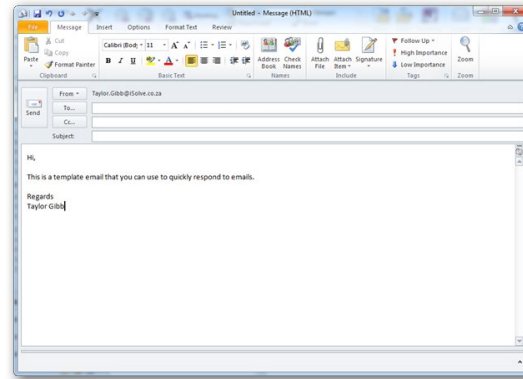 Untitled - Message (HTML)
File Message Insert Options Format Text Review
Paste
Cut
Copy
Format Painter
Clipboard
Calibri (Body) 11
B I U
Basic Text
Address Book
Check Names
Names
Attach File
Attach Item
Signature
Include
Follow Up
High Importance
Low Importance
Tags
Zoom
Zoom
Send
From Taylor.Gibb@iSolve.co.za
To...
Cc...
Subject:
Hi,
This is a template email that you can use to quickly respond to emails.
Regards
Taylor Gibb